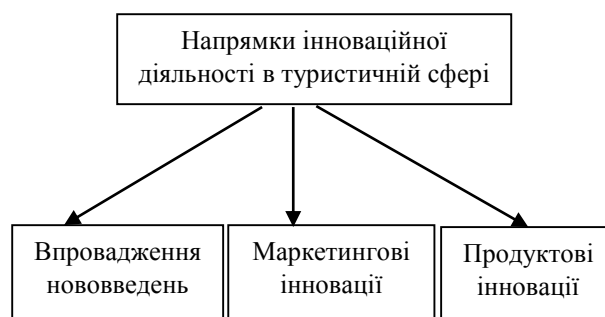 Напрямки інноваційної
діяльності в туристичній сфері
Впровадження
нововведень
Маркетингові
інновації
Продуктові
інновації